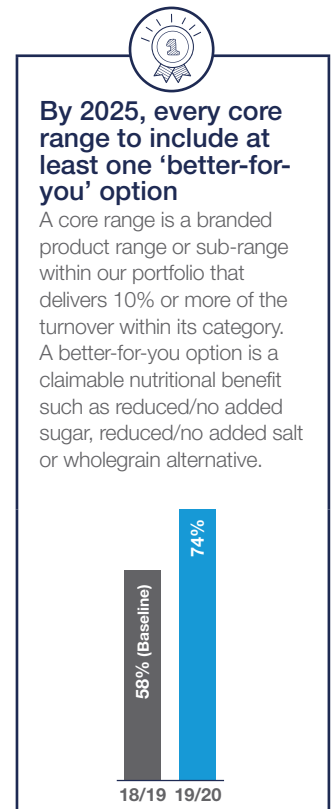 1
By 2025, every core
range to include at
least one ‘better-for-
you’ option
A core range is a branded
product range or sub-range
within our portfolio that
delivers 10% or more of the
turnover within its category.
A better-for-you option is a
claimable nutritional benefit
such as reduced/no added
sugar, reduced/no added salt
or wholegrain alternative.
58% (Baseline)
74%
18/19 19/20